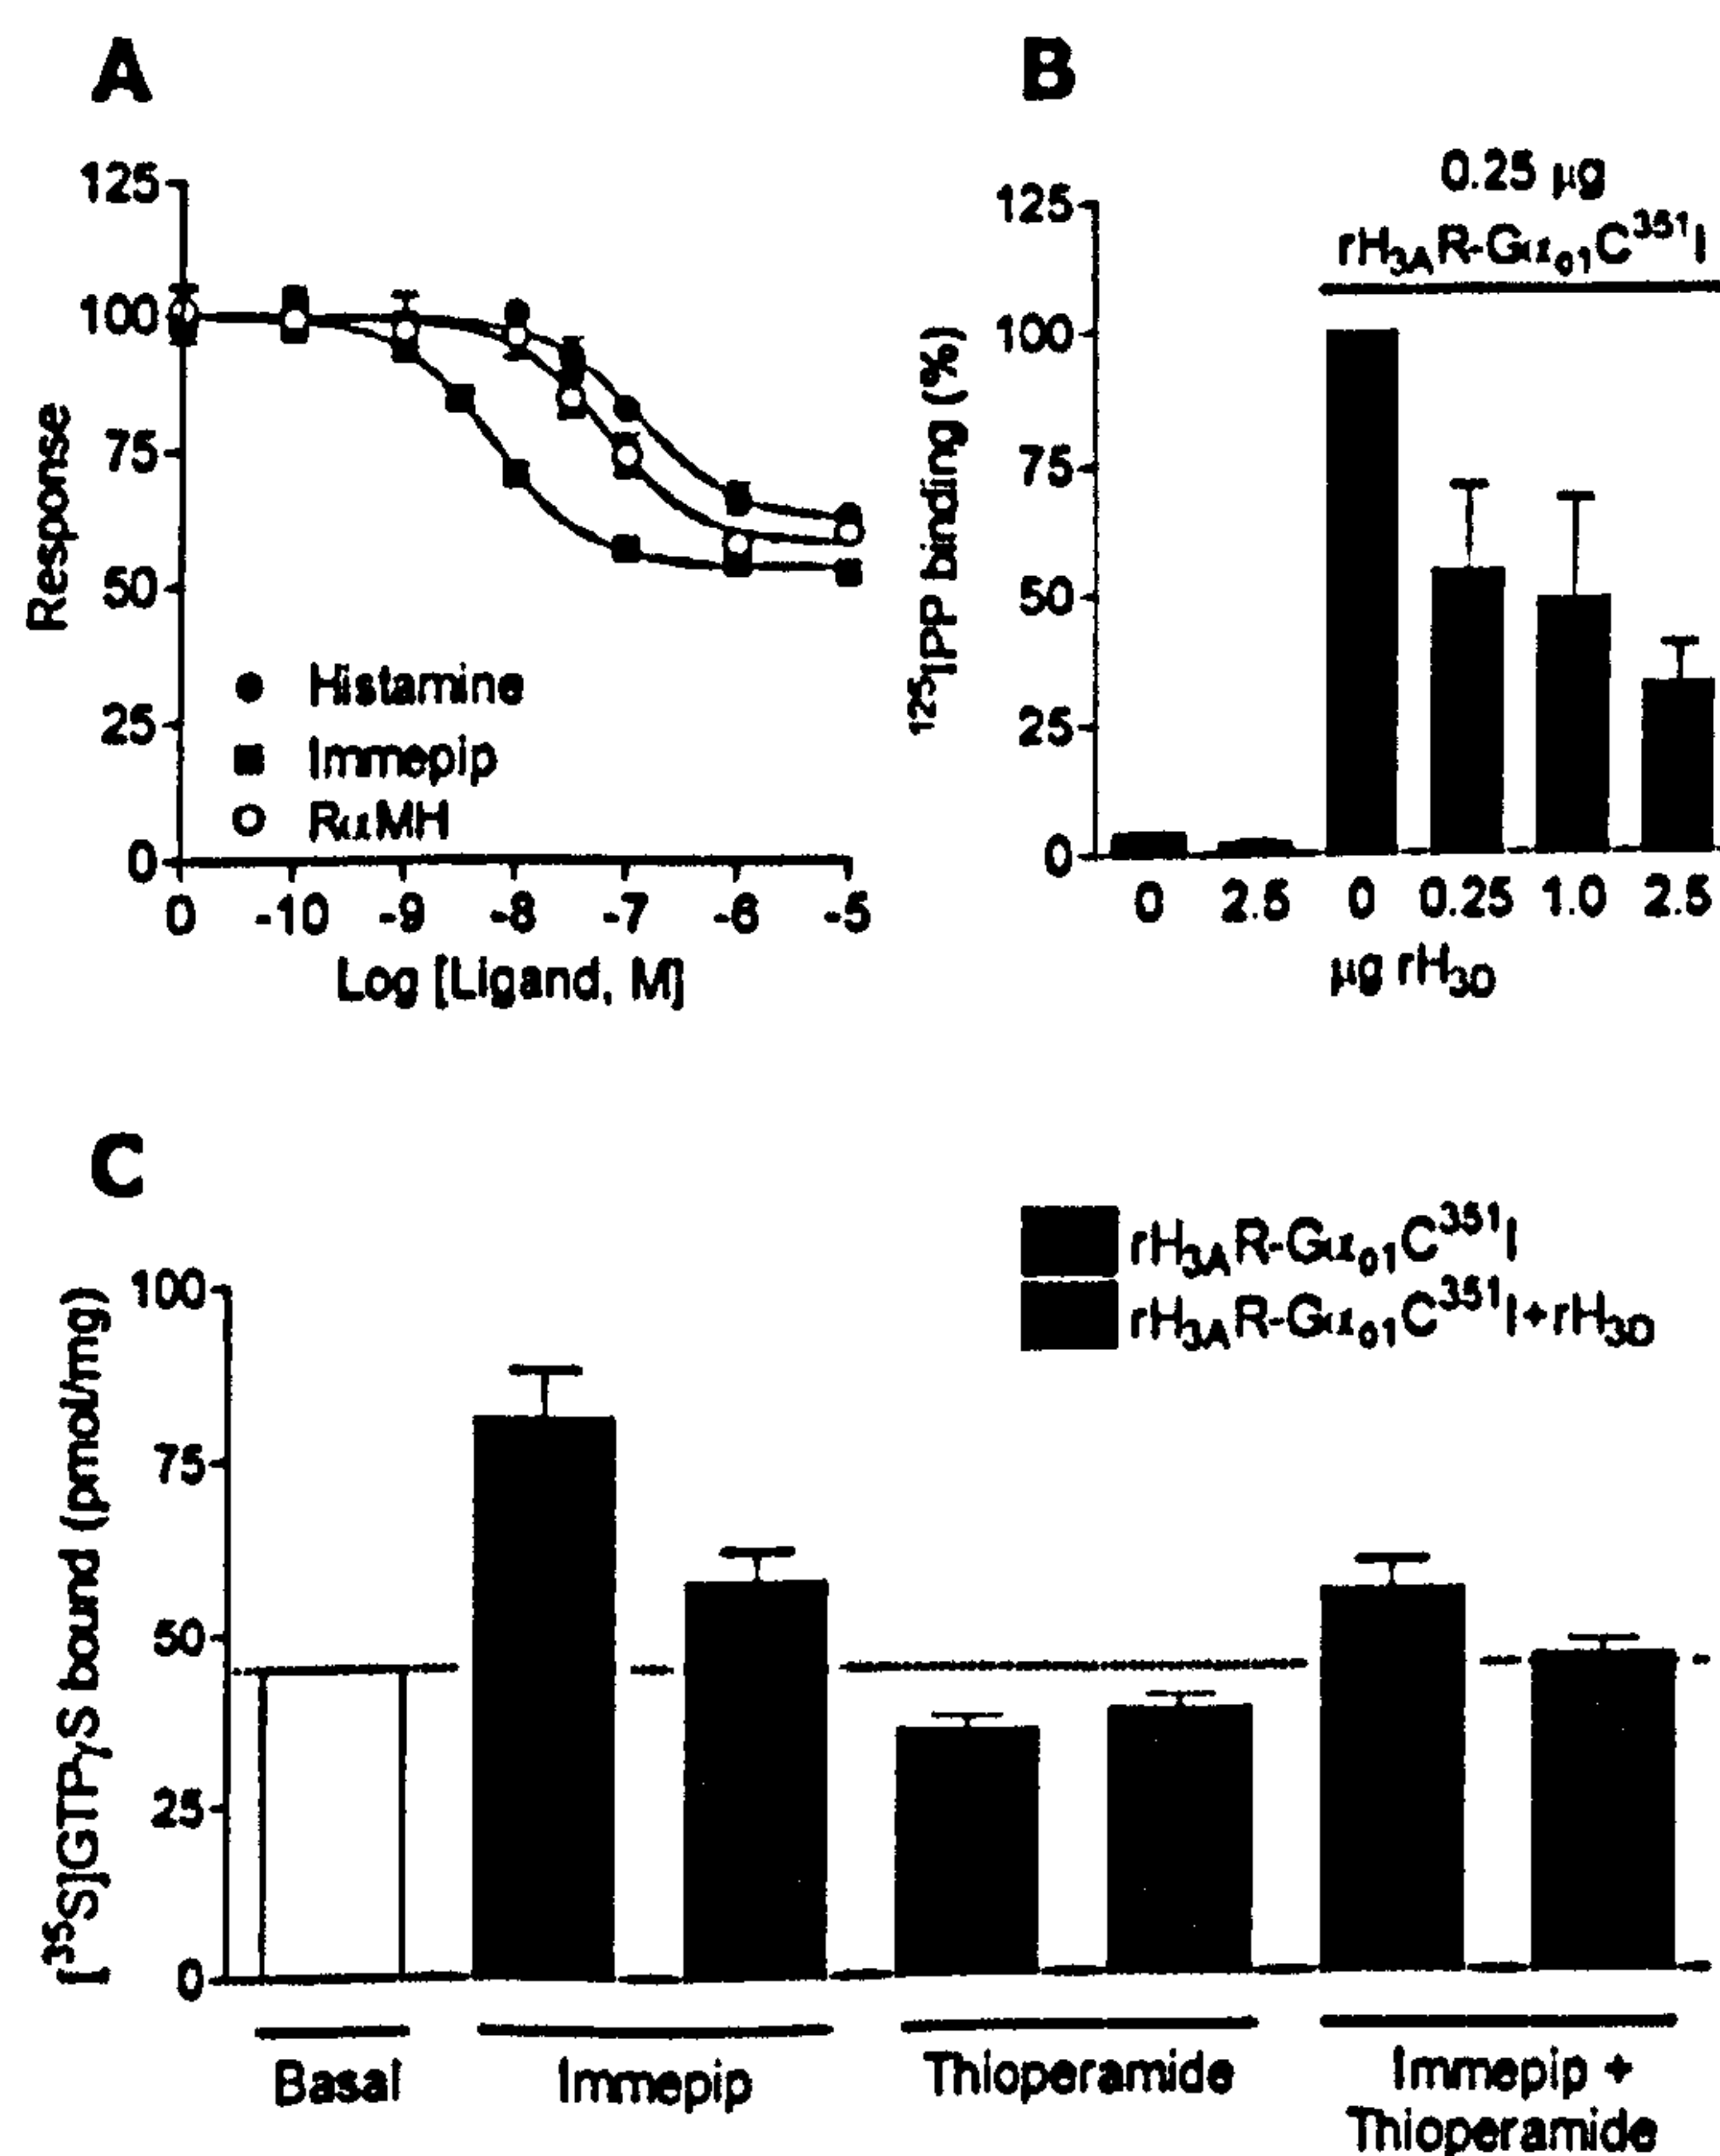 A
125
100
75
50
25
0
Response
Histamine
Immepip
RαMH
0 -10 -9 -8 -7 -6 -5
Log [Ligand, M]
B
0.25 µg
rH3AR-Gαo1C351I
125
100
75
50
25
0
125IPP binding (%)
0 2.5 0 0.25 1.0 2.5
µg rH3D
C
rH3AR-Gαo1C351I
rH3AR-Gαo1C351I+rH3D
100
75
50
25
0
[35S]GTPγS bound (pmol/mg)
Basal Immepip Thioperamide Immepip +
Thioperamide